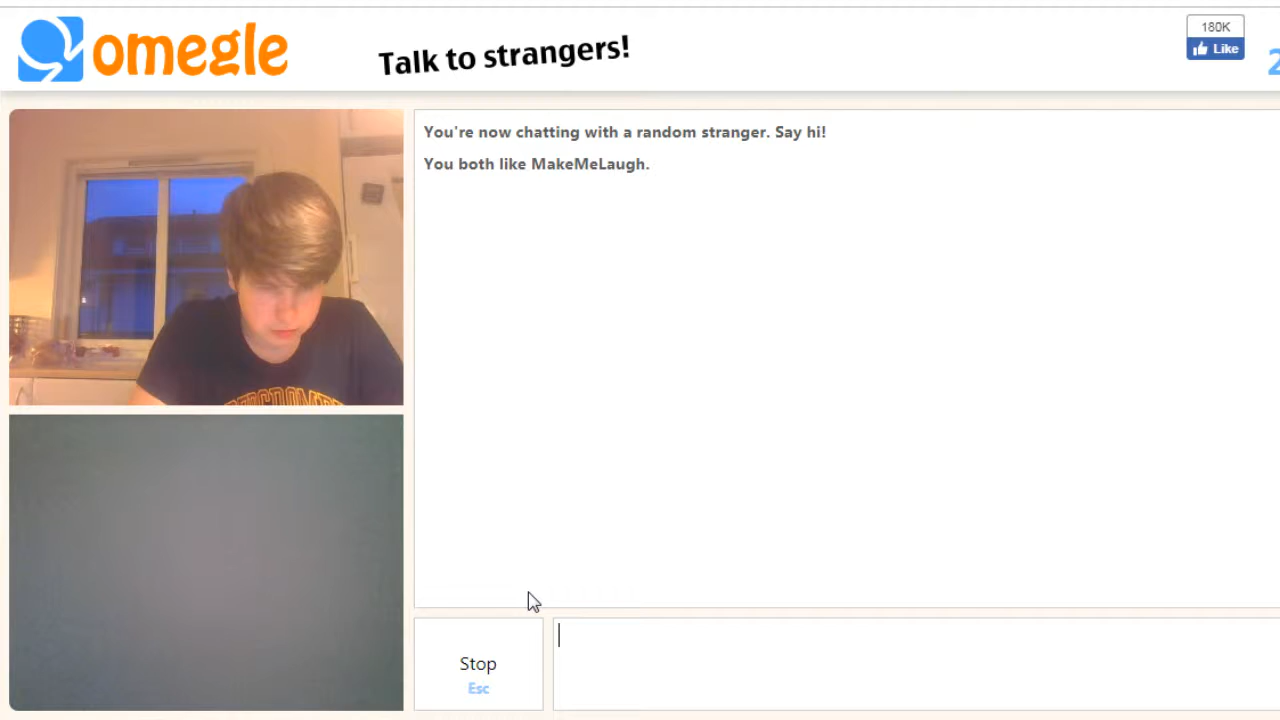 omegle
Talk to strangers!
180K
Like
2
You're now chatting with a random stranger. Say hi!
You both like MakeMeLaugh.
Stop
Esc